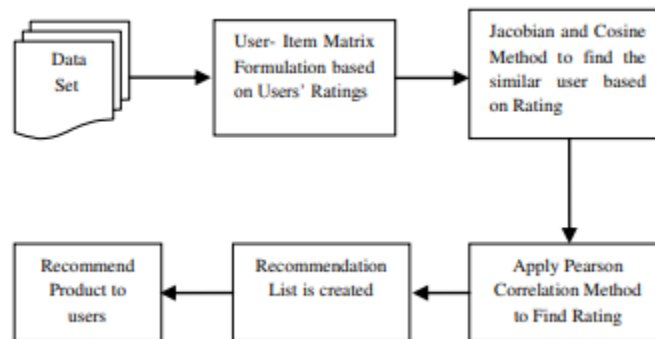 Data
Set
User- Item Matrix
Formulation based
on Users' Ratings
Jacobian and Cosine
Method to find the
similar user based
on Rating
Apply Pearson
Correlation Method
to Find Rating
Recommendation
List is created
Recommend
Product to
users